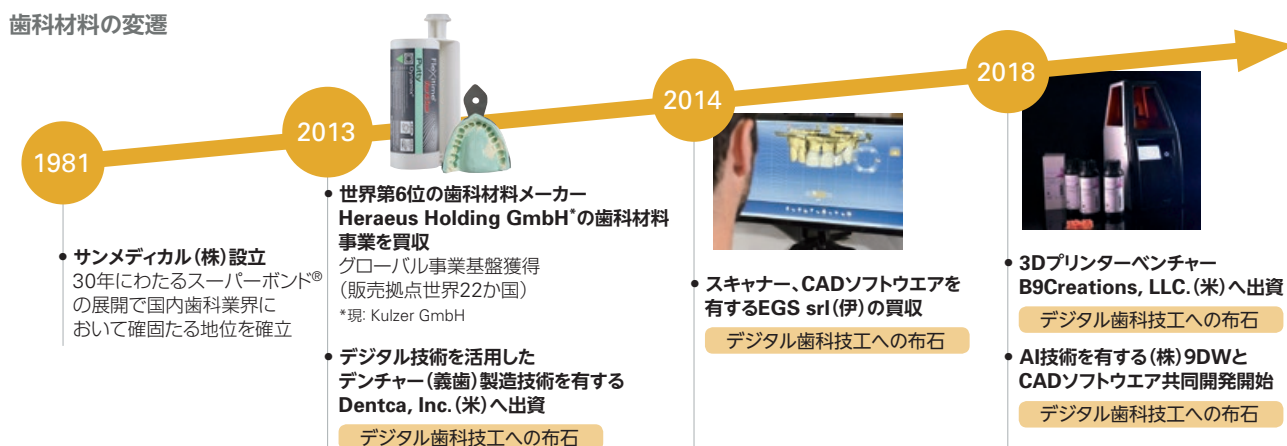 歯科材料の変遷
1981
• サンメディカル(株)設立
30年にわたるスーパーボンド®
の展開で国内歯科業界に
おいて確固たる地位を確立
2013
Flexitime
Putty
Dynamix
• 世界第6位の歯科材料メーカー
Heraeus Holding GmbH*の歯科材料
事業を買収
グローバル事業基盤獲得
(販売拠点世界22か国)
*現: Kulzer GmbH
• デジタル技術を活用した
デンチャー(義歯)製造技術を有する
Dentca, Inc.(米)へ出資
デジタル歯科技工への布石
2014
• スキャナー、CADソフトウエアを
有するEGS srl(伊)の買収
デジタル歯科技工への布石
2018
• 3Dプリンターベンチャー
B9Creations, LLC.(米)へ出資
デジタル歯科技工への布石
• AI技術を有する(株)9DWと
CADソフトウエア共同開発開始
デジタル歯科技工への布石